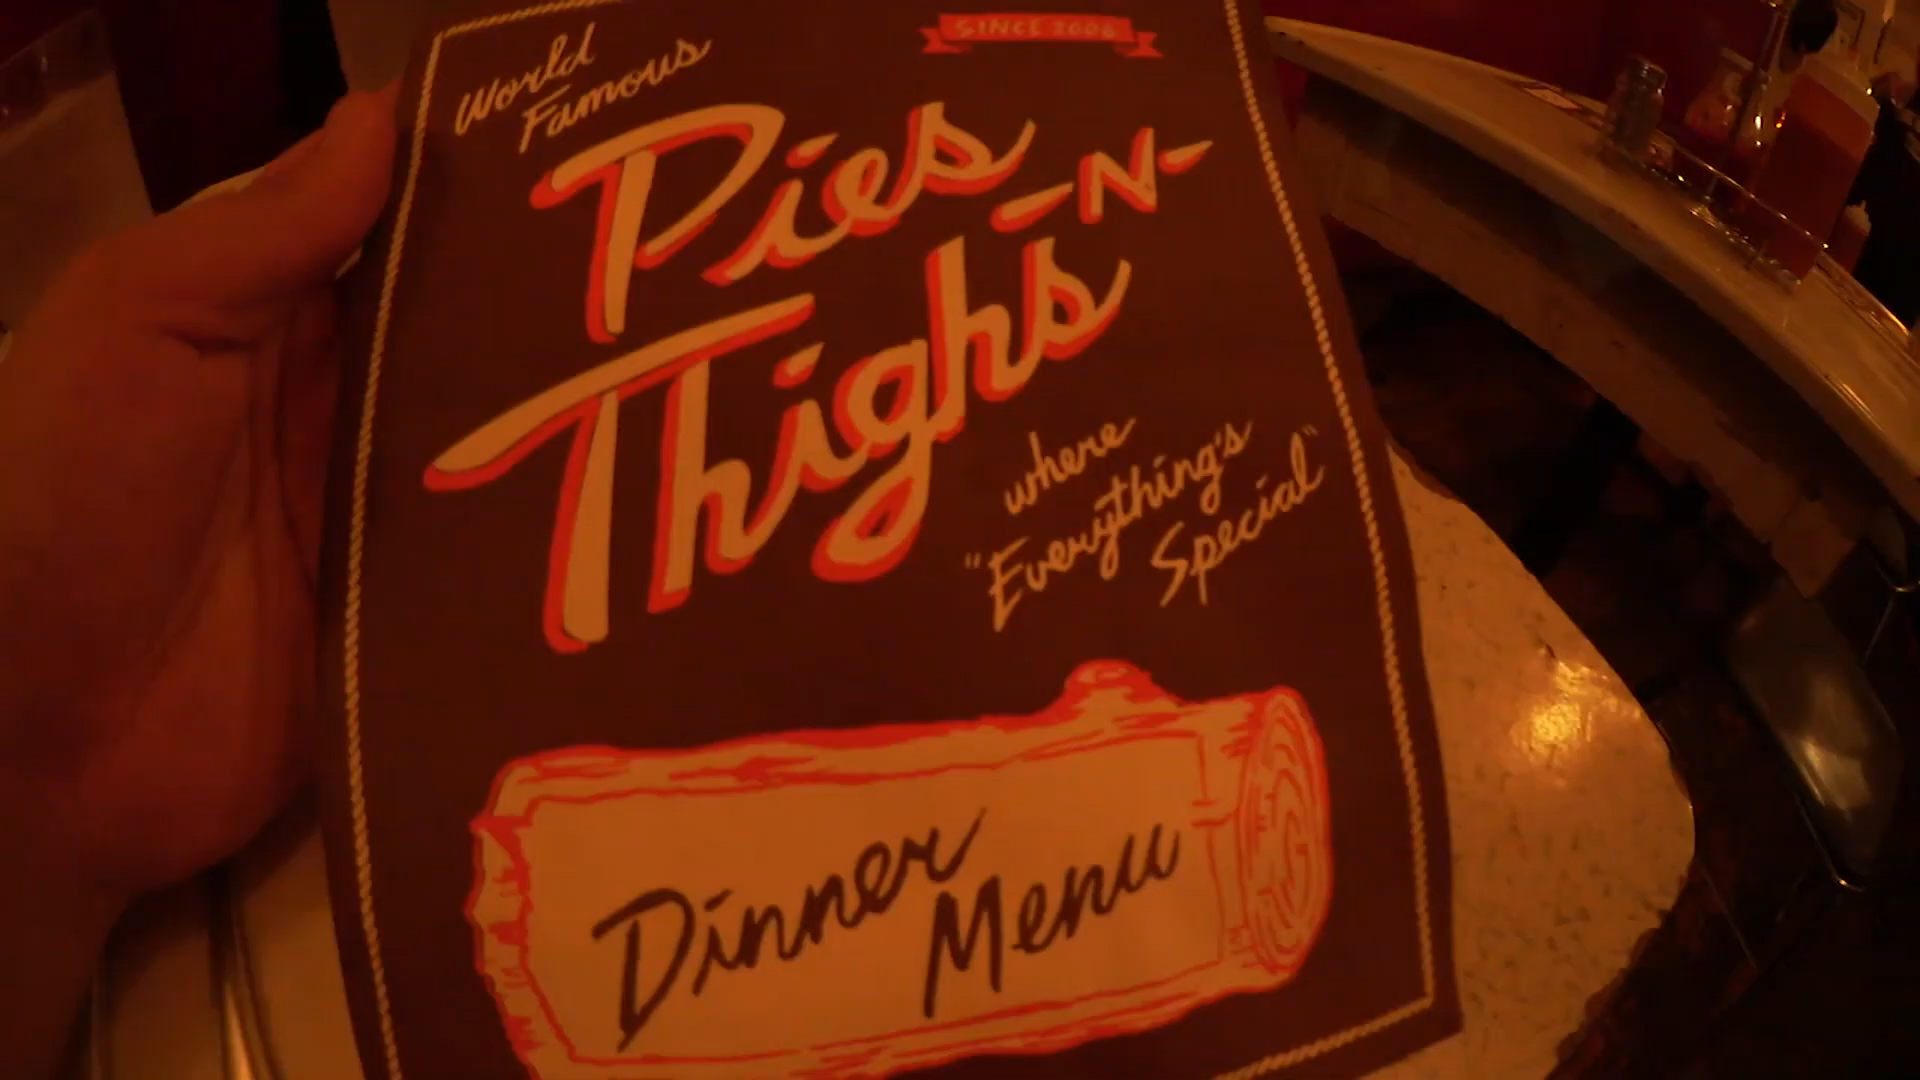 World
Famous
SINCE 2006
Pies
-N-
Thighs
where
"Everything's
Special"
Dinner
Menu